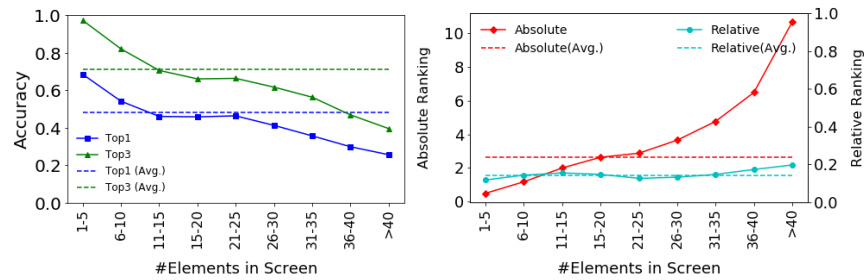 1.0
0.8
0.6
0.4
0.2
0.0
Accuracy
Top1
Top3
Top1 (Avg.)
Top3 (Avg.)
1-5
6-10
11-15
15-20
21-25
26-30
31-35
36-40
>40
#Elements in Screen
10
8
6
4
2
0
Absolute Ranking
Absolute
Absolute(Avg.)
Relative
Relative(Avg.)
1.0
0.8
0.6
0.4
0.2
0.0
Relative Ranking
1-5
6-10
11-15
15-20
21-25
26-30
31-35
36-40
>40
#Elements in Screen